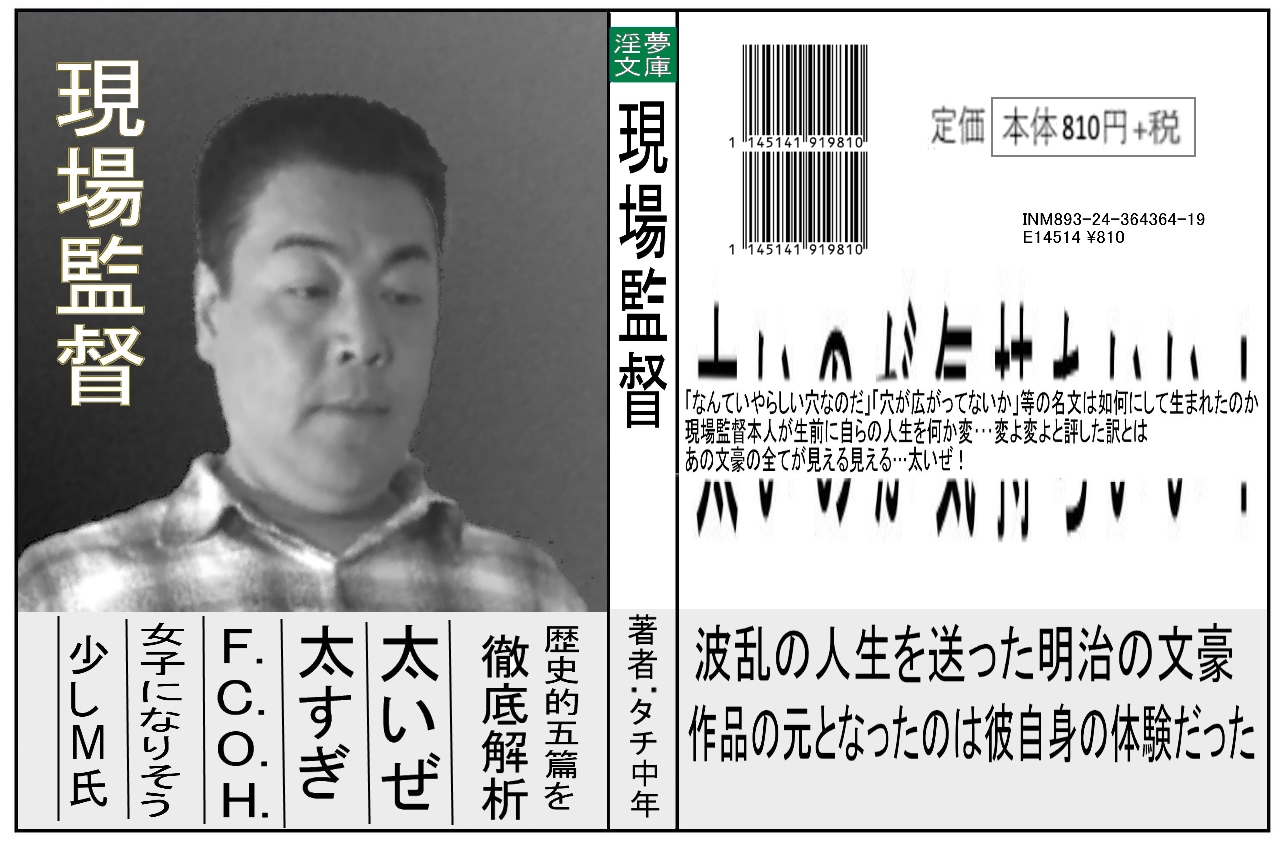 現場監督
歴史的五篇を
徹底解析
太いぜ
太すぎ
F.C.O.H.
女子になりそう
少しM氏
淫夢
文庫
現場監督
著者：タチ中年
1 145141 919810
1 145141 919810
定価 本体810円+税
INM893-24-364364-19
E14514 ¥810
太いのが気持ちいい！
「なんていやらしい穴なのだ」「穴が広がってないか」等の名文は如何にして生まれたのか
現場監督本人が生前に自らの人生を何か変…変よ変よと評した訳とは
あの文豪の全てが見える見える…太いぜ！
波乱の人生を送った明治の文豪
作品の元となったのは彼自身の体験だった